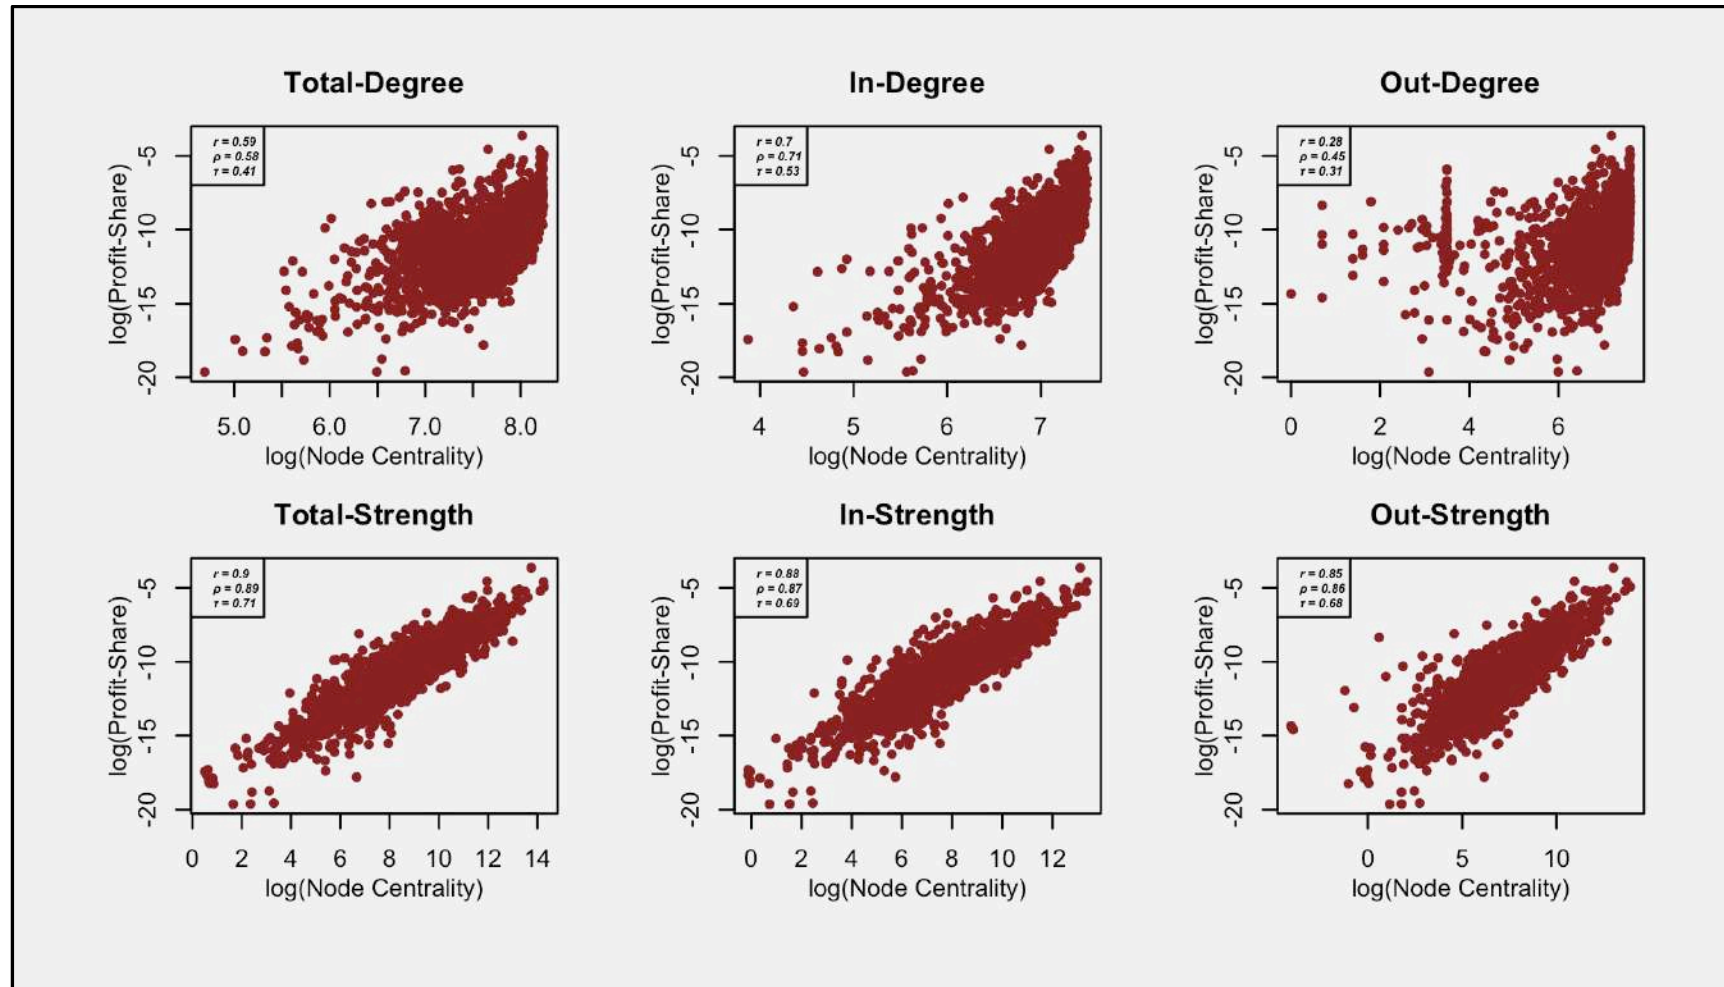 Total-Degree
r = 0.59
ρ = 0.58
τ = 0.41
log(Profit-Share)
-5
-10
-15
-20
5.0 6.0 7.0 8.0
log(Node Centrality)
In-Degree
r = 0.7
ρ = 0.71
τ = 0.53
log(Profit-Share)
-5
-10
-15
-20
4 5 6 7
log(Node Centrality)
Out-Degree
r = 0.28
ρ = 0.45
τ = 0.31
log(Profit-Share)
-5
-10
-15
-20
0 2 4 6
log(Node Centrality)
Total-Strength
r = 0.9
ρ = 0.89
τ = 0.71
log(Profit-Share)
-5
-10
-15
-20
0 2 4 6 8 10 12 14
log(Node Centrality)
In-Strength
r = 0.88
ρ = 0.87
τ = 0.69
log(Profit-Share)
-5
-10
-15
-20
0 2 4 6 8 10 12
log(Node Centrality)
Out-Strength
r = 0.85
ρ = 0.86
τ = 0.68
log(Profit-Share)
-5
-10
-15
-20
0 5 10
log(Node Centrality)